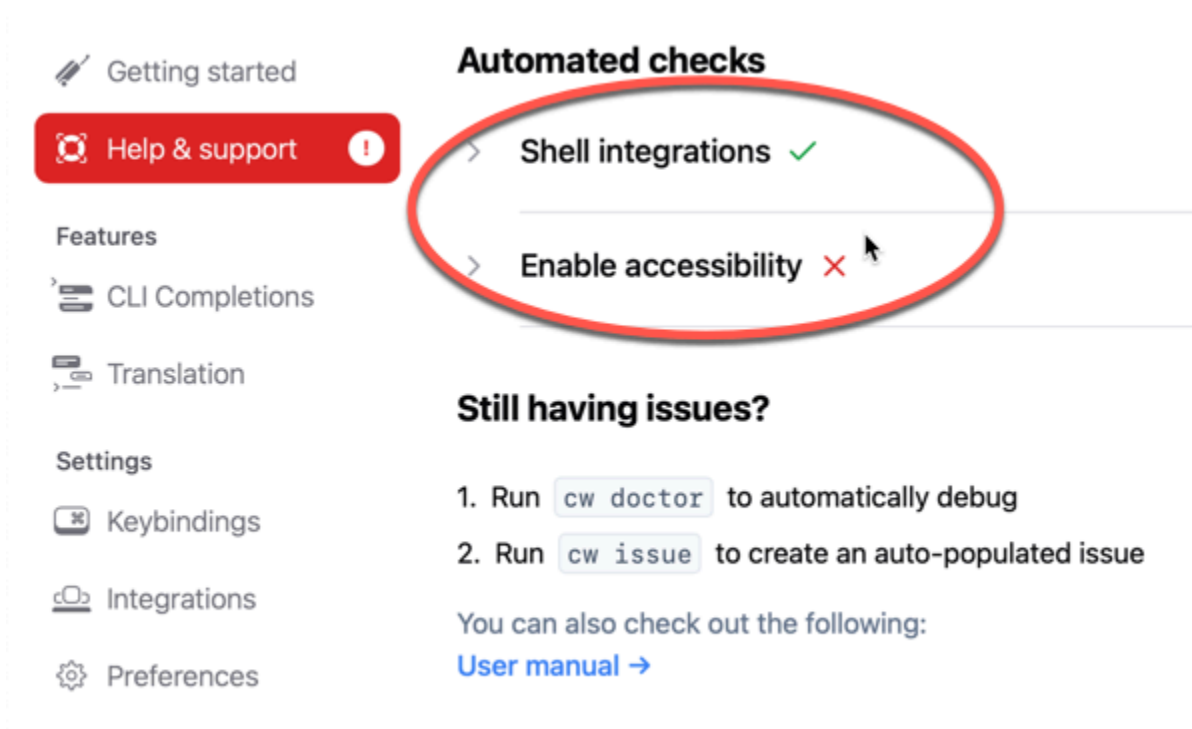 Getting started
Help & support !
Features
CLI Completions
Translation
Settings
Keybindings
Integrations
Preferences
Automated checks
Shell integrations
Enable accessibility
Still having issues?
1. Run cw doctor to automatically debug
2. Run cw issue to create an auto-populated issue
You can also check out the following:
User manual →